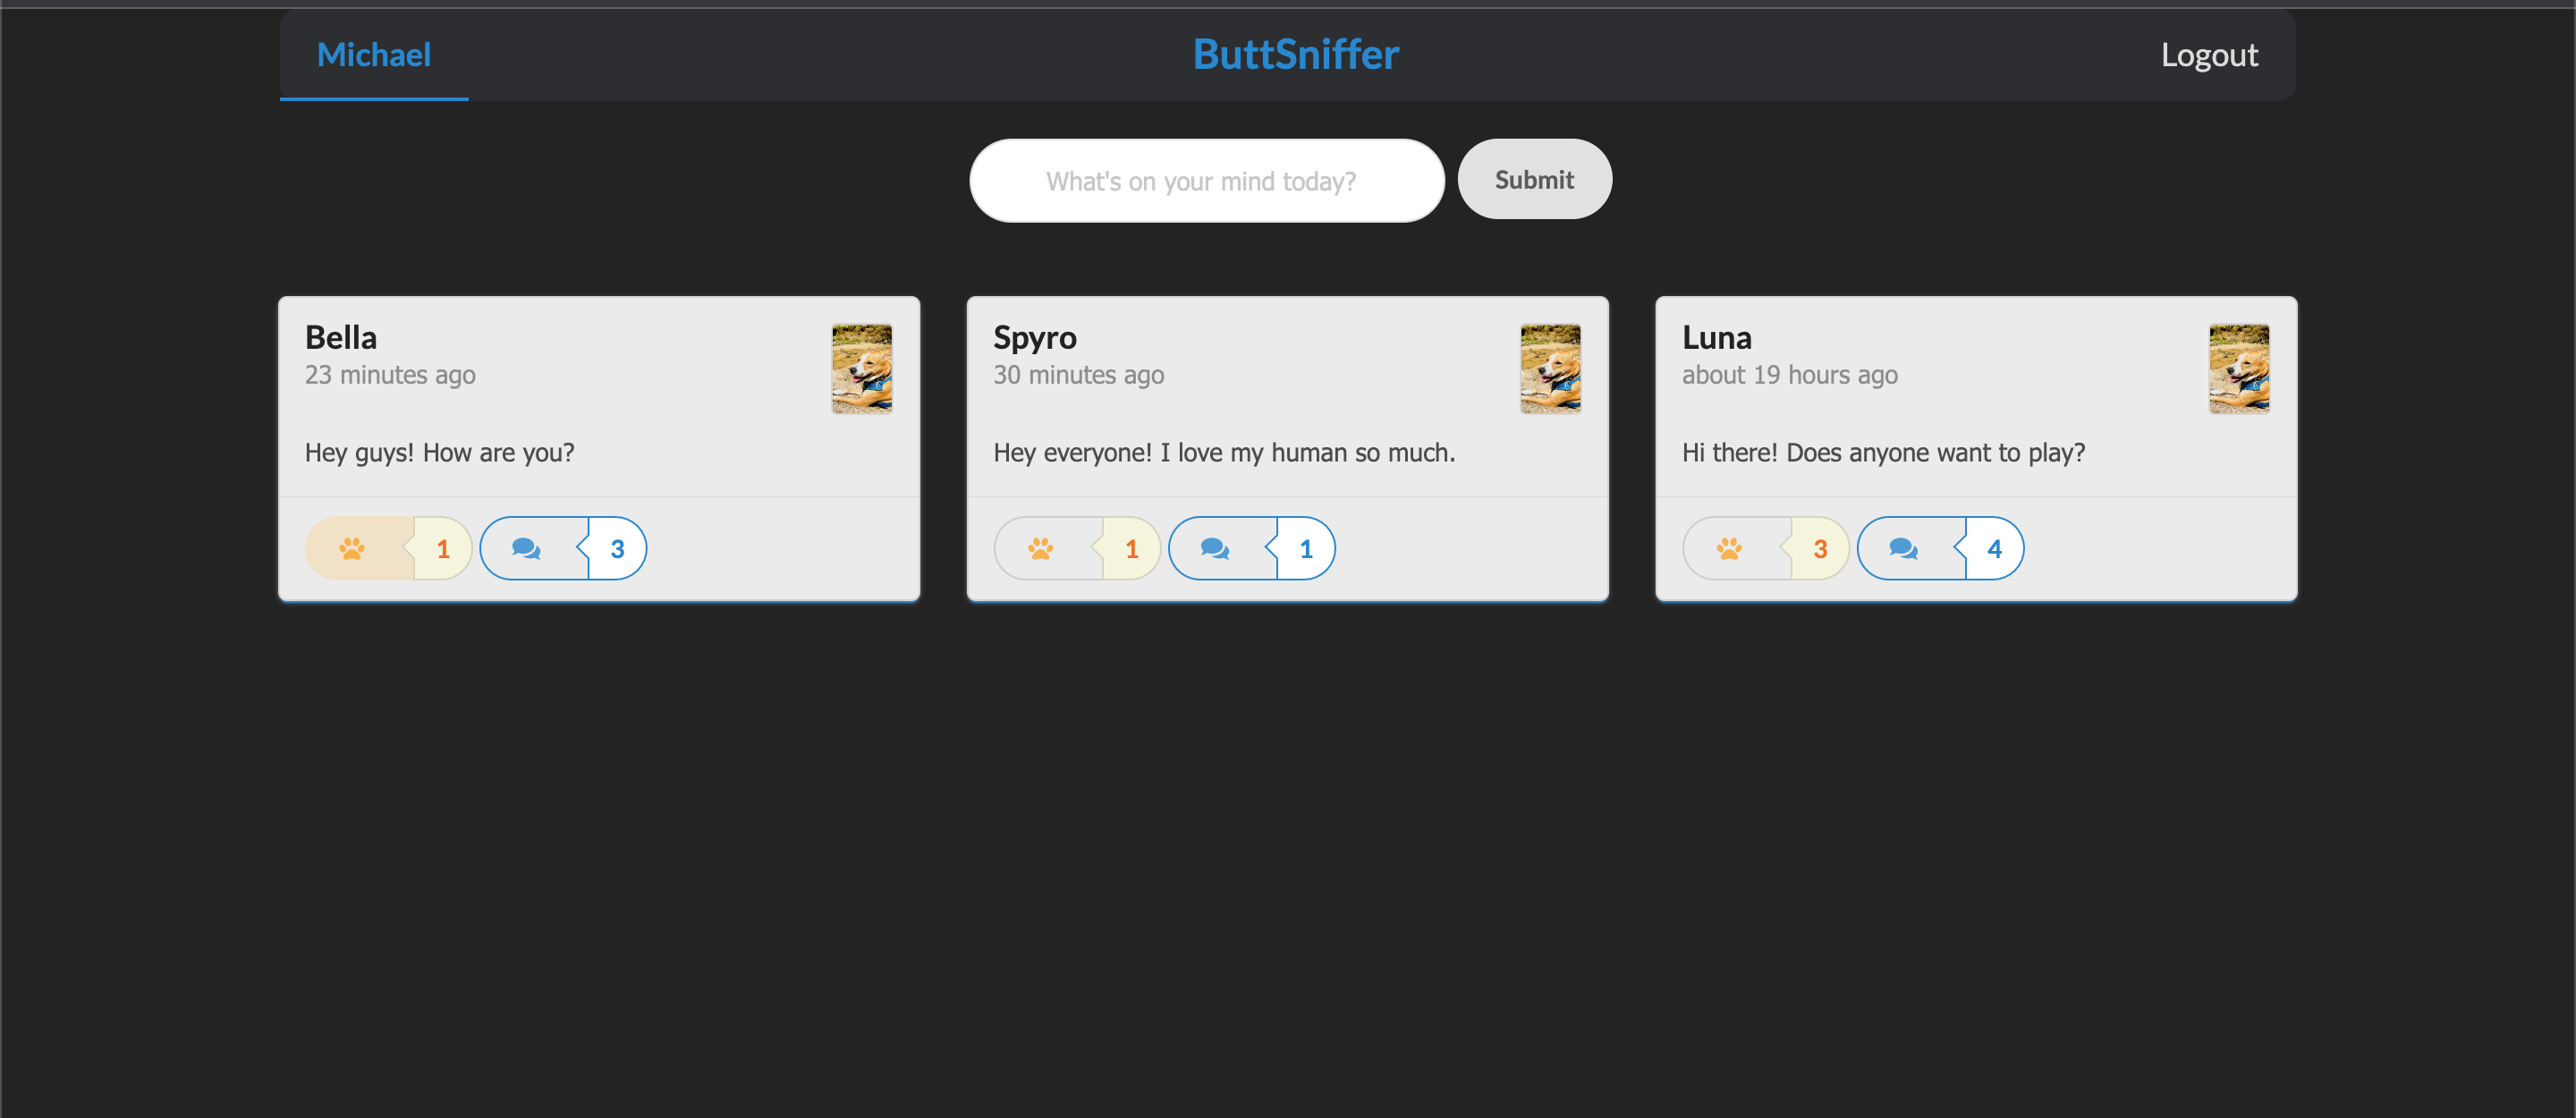 Michael
ButtSniffer
Logout
What's on your mind today?
Submit
Bella
23 minutes ago
Hey guys! How are you?
1
3
Spyro
30 minutes ago
Hey everyone! I love my human so much.
1
1
Luna
about 19 hours ago
Hi there! Does anyone want to play?
3
4